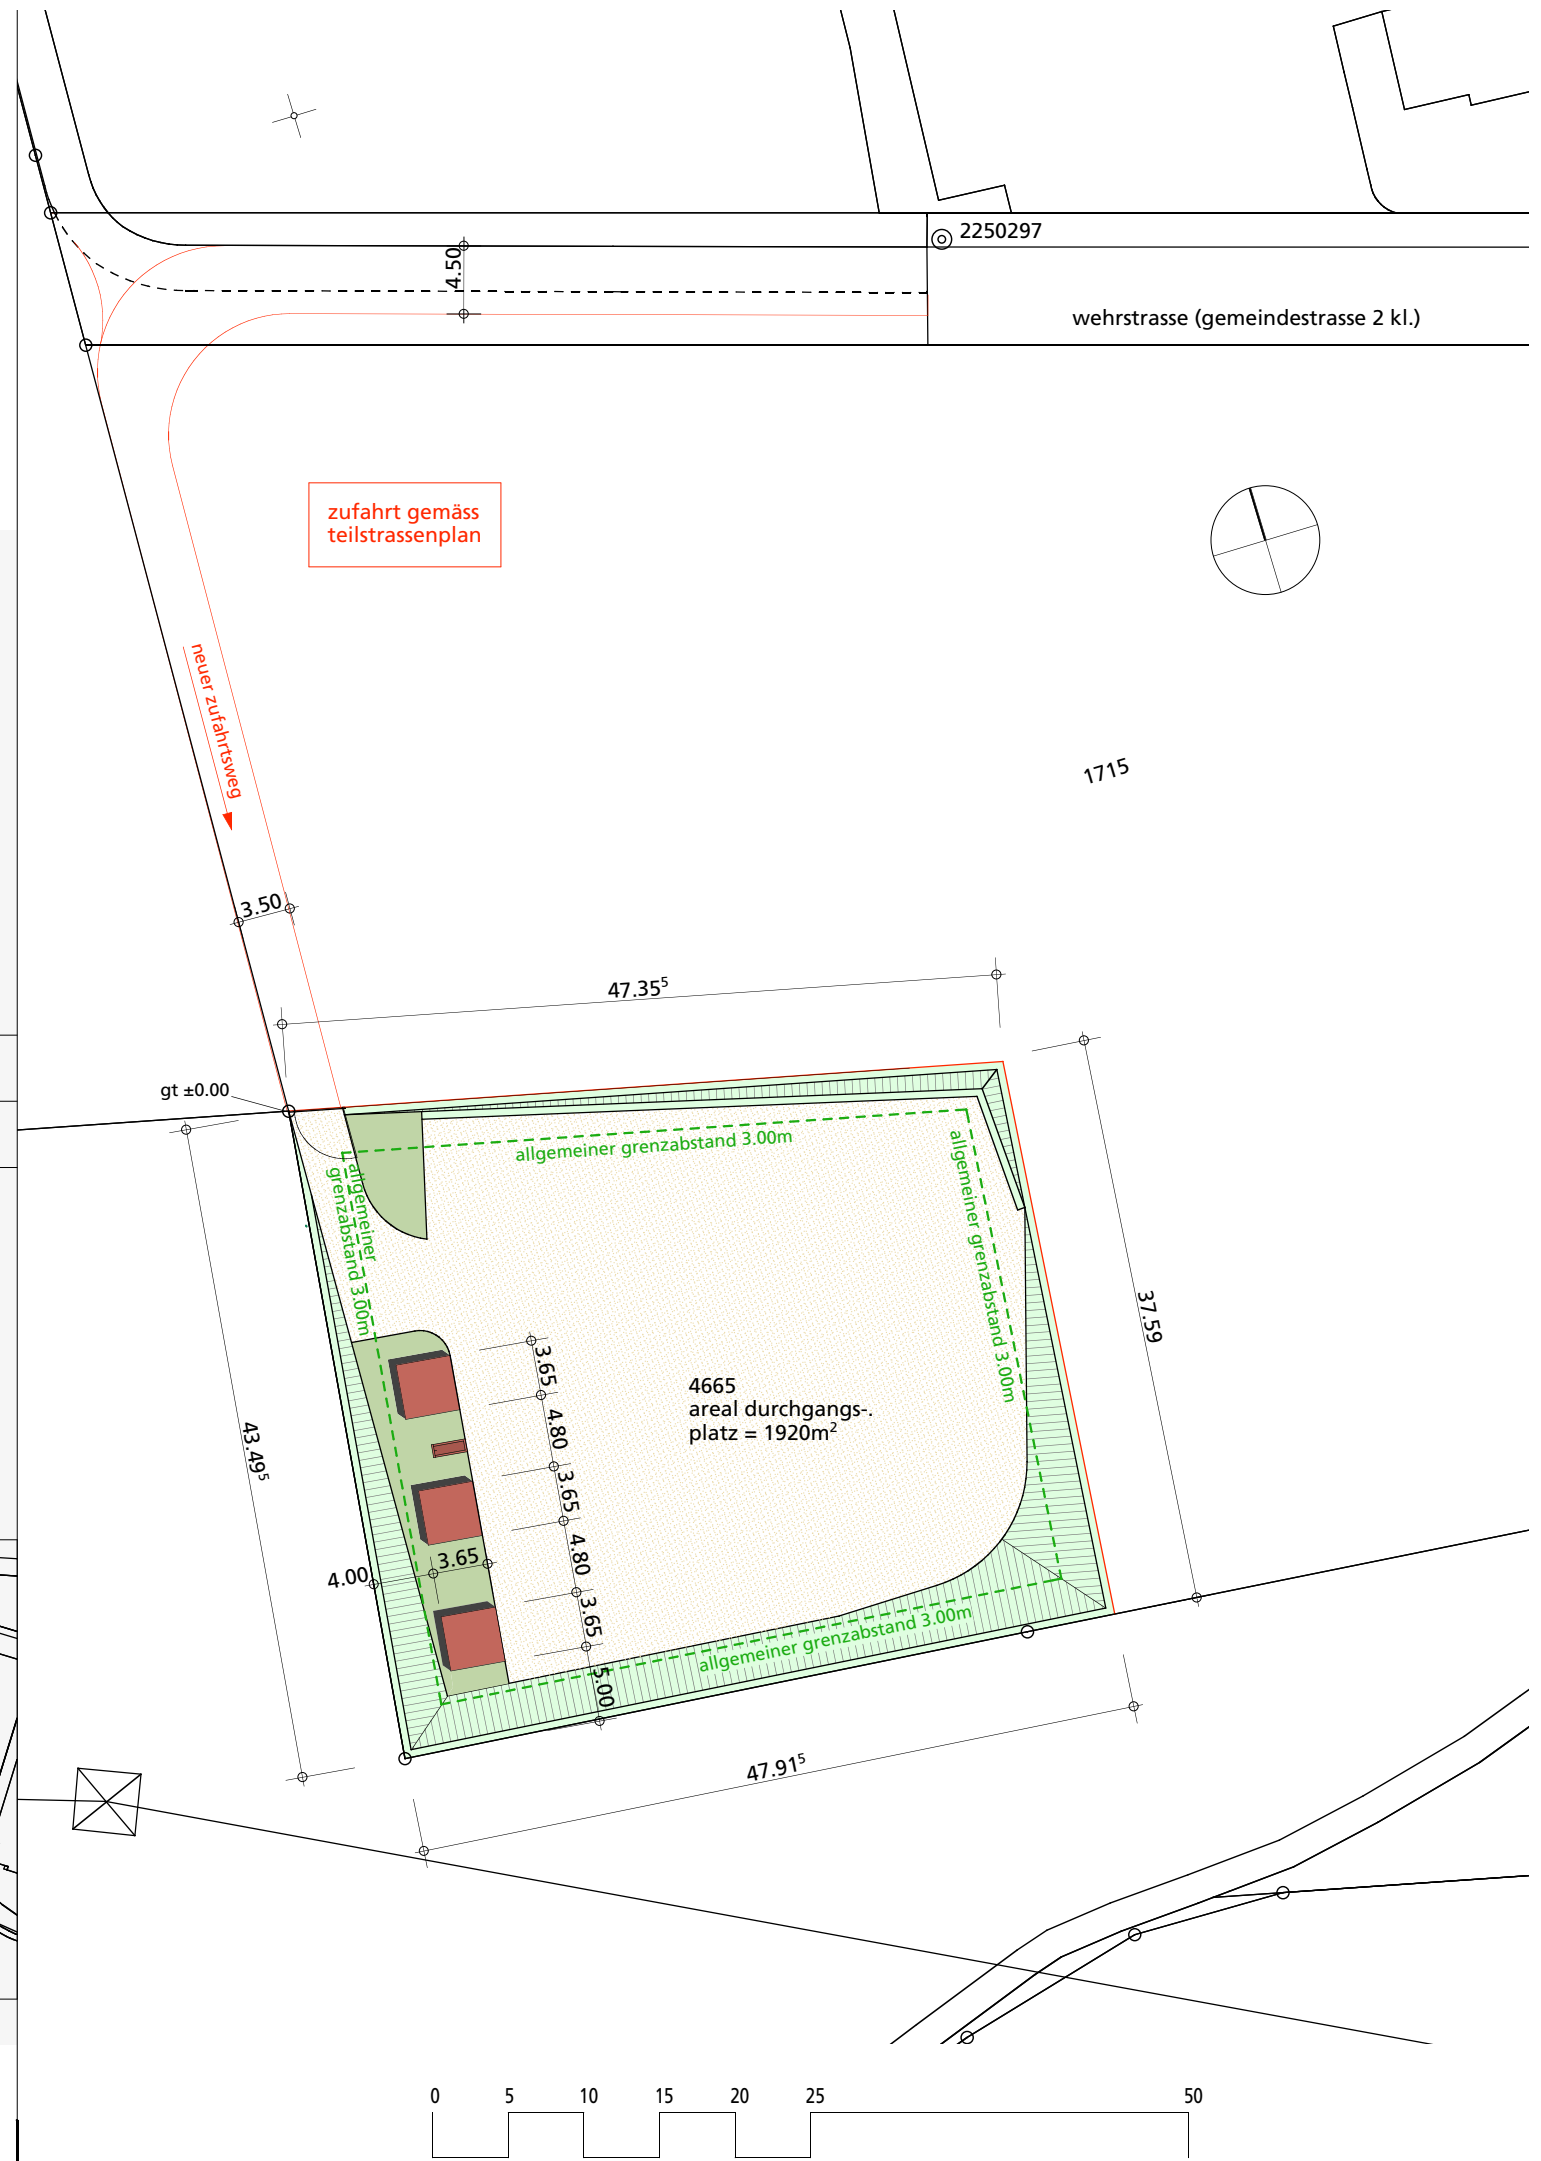 2250297
4.50
wehrstrasse (gemeindestrasse 2 kl.)
zufahrt gemäss
teilstrassenplan
neuer zufahrtsweg
1715
3.50
47.35⁵
gt ±0.00
allgemeiner grenzabstand 3.00m
allgemeiner
grenzabstand 3.00m
allgemeiner grenzabstand 3.00m
37.59
3.65
4.80
3.65
4.80
3.65
5.00
4665
areal durchgangs-.
platz = 1920m²
43.49⁵
4.00
3.65
allgemeiner grenzabstand 3.00m
47.91⁵
0 5 10 15 20 25 50